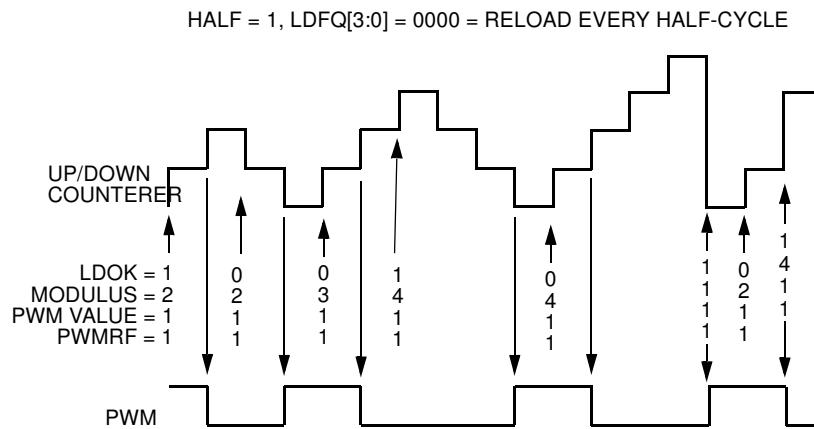 HALF = 1, LDFQ[3:0] = 0000 = RELOAD EVERY HALF-CYCLE
UP/DOWN
COUNTERER
LDOK = 1 0 0 1 0 1 0 1
MODULUS = 2 2 3 4 4 1 2 4
PWM VALUE = 1 1 1 1 1 1 1 1
PWMRF = 1 1 1 1 1 1 1 1
PWM